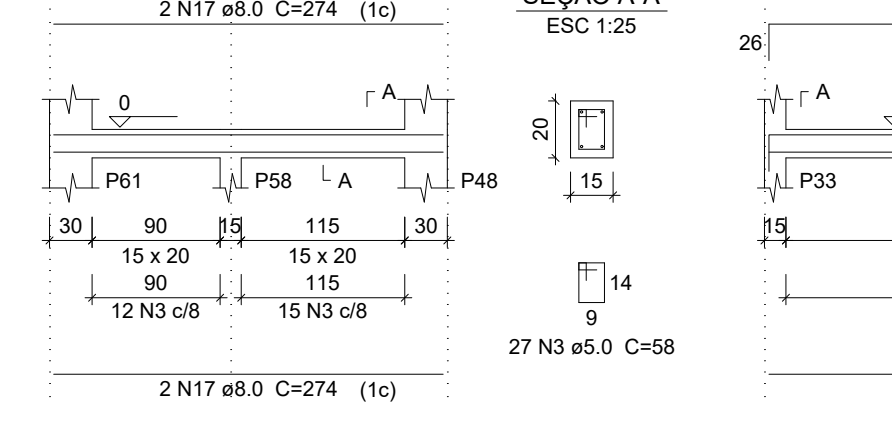 2 N17 ø8.0 C=274 (1c)
SEÇÃO A-A
ESC 1:25
26
0
A
A
20
P61
P58
A
P48
15
P33
30
90
15
115
30
15
15 x 20
15 x 20
90
115
14
12 N3 c/8
15 N3 c/8
9
27 N3 ø5.0 C=58
2 N17 ø8.0 C=274 (1c)